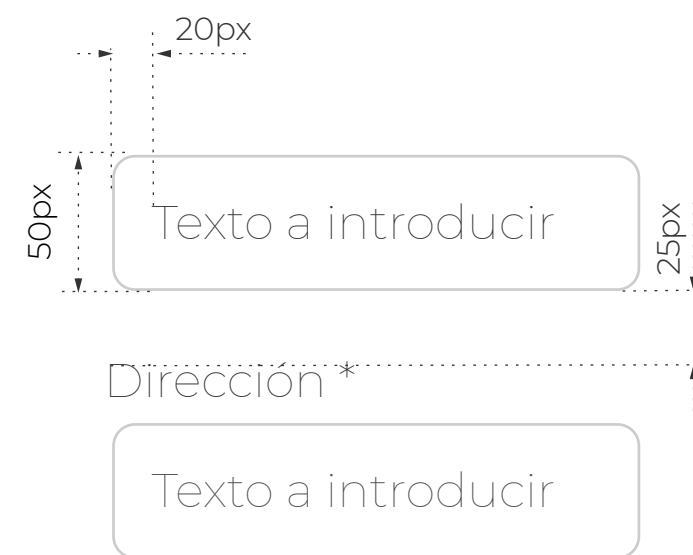 20px
50px
Texto a introducir
25px
Dirección *
Texto a introducir